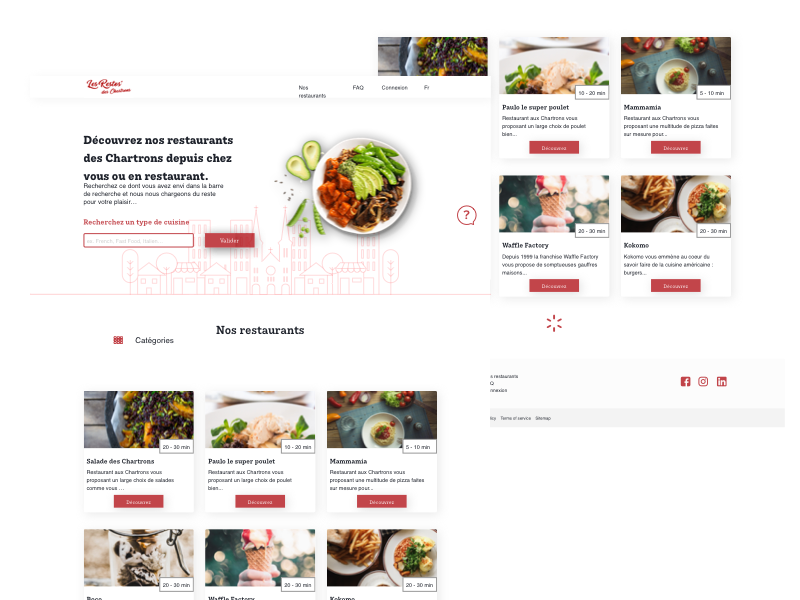 Les Restos'
des Chartrons
Nos
restaurants
FAQ
Connexion
Fr
Découvrez nos restaurants
des Chartrons depuis chez
vous ou en restaurant.
Recherchez ce dont vous avez envi dans la barre
de recherche et nous nous chargeons du reste
pour votre plaisir...
Recherchez un type de cuisine
ex: French, Fast Food, Italien...
Valider
?
Nos restaurants
Catégories
20 - 30 min
Salade des Chartrons
Restaurant aux Chartrons vous
proposant un large choix de salades
comme vous ...
Découvrez
10 - 20 min
Paulo le super poulet
Restaurant aux Chartrons vous
proposant un large choix de poulet
bien...
Découvrez
5 - 10 min
Mammamia
Restaurant aux Chartrons vous
proposant une mulltitude de pizza faites
sur mesure pour...
Découvrez
20 - 30 min
Boco
20 - 30 min
Waffle Factory
20 - 30 min
Kokomo
10 - 20 min
Paulo le super poulet
Restaurant aux Chartrons vous
proposant un large choix de poulet
bien...
Découvrez
5 - 10 min
Mammamia
Restaurant aux Chartrons vous
proposant une mulltitude de pizza faites
sur mesure pour...
Découvrez
20 - 30 min
Waffle Factory
Depuis 1999 la franchise Waffle Factory
vous propose de somptueuses gauffres
maisons...
Découvrez
20 - 30 min
Kokomo
Kokomo vous emmène au coeur du
savoir faire de la cuisine américaine :
burgers...
Découvrez
s restaurants
Q
nnexion
Terms of service
Sitemap